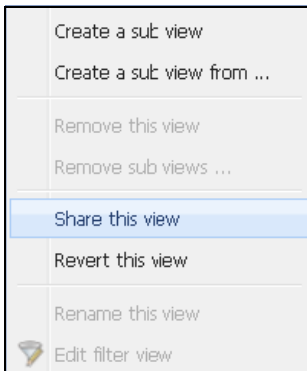 Create a sub view
Create a sub view from ...
Remove this view
Remove sub views ...
Share this view
Revert this view
Rename this view
Edit filter view